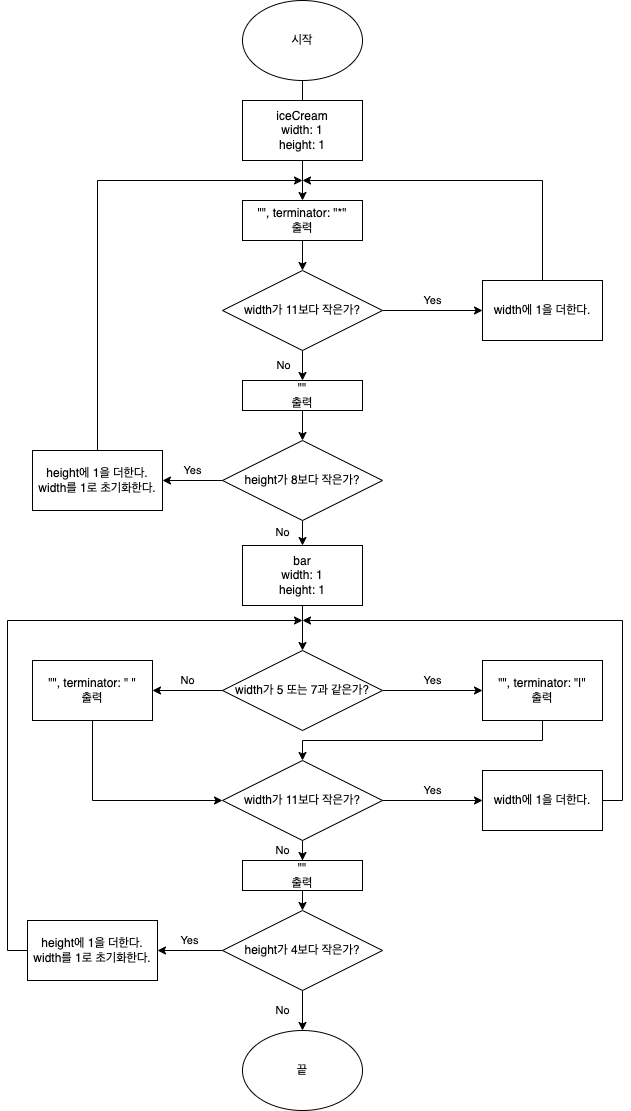 시작
iceCream
width: 1
height: 1
"", terminator: "*"
출력
width가 11보다 작은가?
Yes
width에 1을 더한다.
No
""
출력
height에 1을 더한다.
width를 1로 초기화한다.
Yes
height가 8보다 작은가?
No
bar
width: 1
height: 1
"", terminator: " "
출력
No
width가 5 또는 7과 같은가?
Yes
"", terminator: "|"
출력
width가 11보다 작은가?
Yes
width에 1을 더한다.
No
""
출력
height에 1을 더한다.
width를 1로 초기화한다.
Yes
height가 4보다 작은가?
No
끝